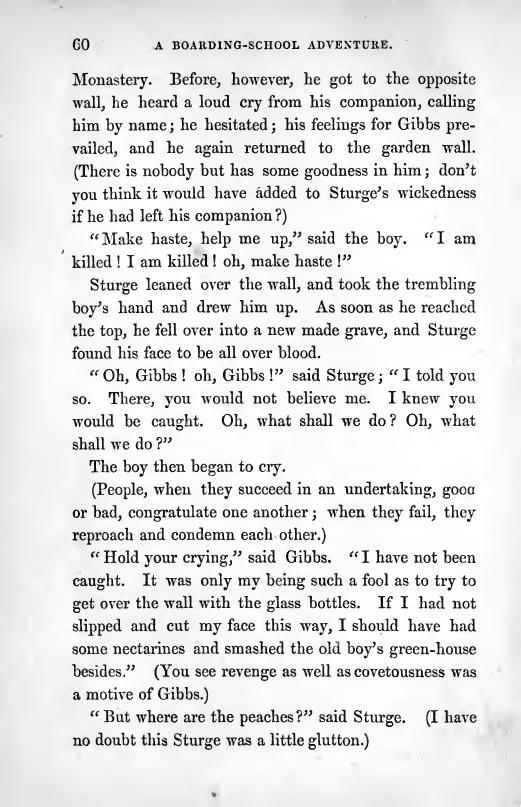 60 A BOARDING-SCHOOL ADVENTURE.
Monastery. Before, however, he got to the opposite
wall, he heard a loud cry from his companion, calling
him by name; he hesitated; his feelings for Gibbs pre-
vailed, and he again returned to the garden wall.
(There is nobody but has some goodness in him; don't
you think it would have added to Sturge's wickedness
if he had left his companion?)
"Make haste, help me up," said the boy. "I am
killed! I am killed! oh, make haste!"
Sturge leaned over the wall, and took the trembling
boy's hand and drew him up. As soon as he reached
the top, he fell over into a new made grave, and Sturge
found his face to be all over blood.
"Oh, Gibbs! oh, Gibbs!" said Sturge; "I told you
so. There, you would not believe me. I knew you
would be caught. Oh, what shall we do? Oh, what
shall we do?"
The boy then began to cry.
(People, when they succeed in an undertaking, good
or bad, congratulate one another; when they fail, they
reproach and condemn each other.)
"Hold your crying," said Gibbs. "I have not been
caught. It was only my being such a fool as to try to
get over the wall with the glass bottles. If I had not
slipped and cut my face this way, I should have had
some nectarines and smashed the old boy's green-house
besides." (You see revenge as well as covetousness was
a motive of Gibbs.)
"But where are the peaches?" said Sturge. (I have
no doubt this Sturge was a little glutton.)